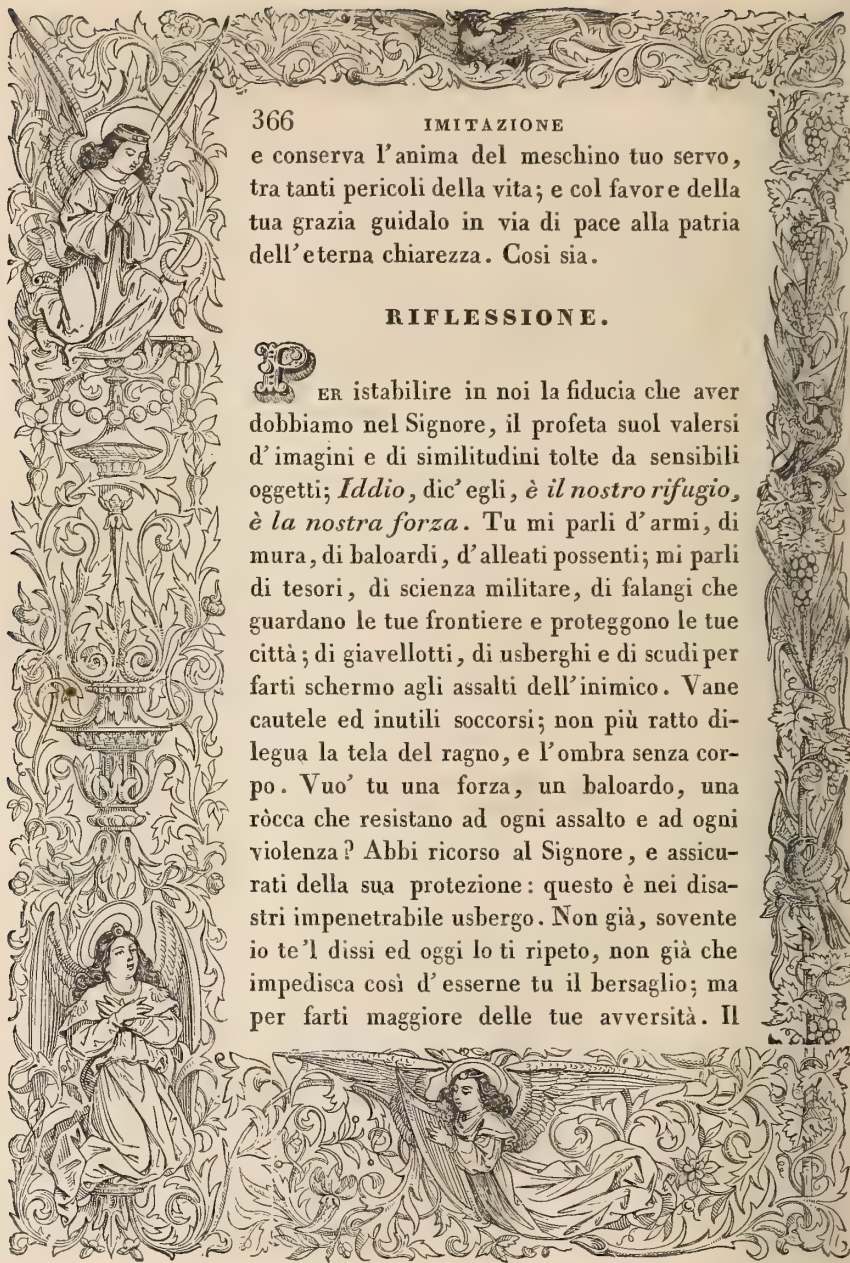 366 IMITAZIONE
e conserva l'anima del meschino tuo servo,
tra tanti pericoli della vita; e col favore della
tua grazia guidalo in via di pace alla patria
dell'eterna chiarezza. Cosi sia.
RIFLESSIONE.
PER istabilire in noi la fiducia che aver
dobbiamo nel Signore, il profeta suol valersi
d'imagini e di similitudini tolte da sensibili
oggetti; Iddio, dic' egli, è il nostro rifugio,
è la nostra forza. Tu mi parli d'armi, di
mura, di baloardi, d'alleati possenti; mi parli
di tesori, di scienza militare, di falangi che
guardano le tue frontiere e proteggono le tue
città; di giavellotti, di usberghi e di scudi per
farti schermo agli assalti dell'inimico. Vane
cautele ed inutili soccorsi; non più ratto di-
legua la tela del ragno, e l'ombra senza cor-
po. Vuo' tu una forza, un baloardo, una
ròcca che resistano ad ogni assalto e ad ogni
violenza? Abbi ricorso al Signore, e assicu-
rati della sua protezione: questo è nei disa-
stri impenetrabile usbergo. Non già, sovente
io te'l dissi ed oggi lo ti ripeto, non già che
impedisca così d'esserne tu il bersaglio; ma
per farti maggiore delle tue avversità. Il